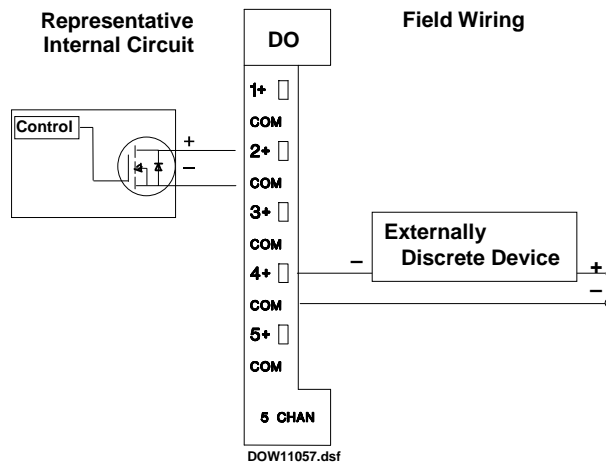 Representative
Internal Circuit
DO
Field Wiring
1+
COM
Control
+
2+
−
COM
3+
COM
Externally
Discrete Device
−
4+
+
−
COM
5+
COM
5 CHAN
DOW11057.dsf